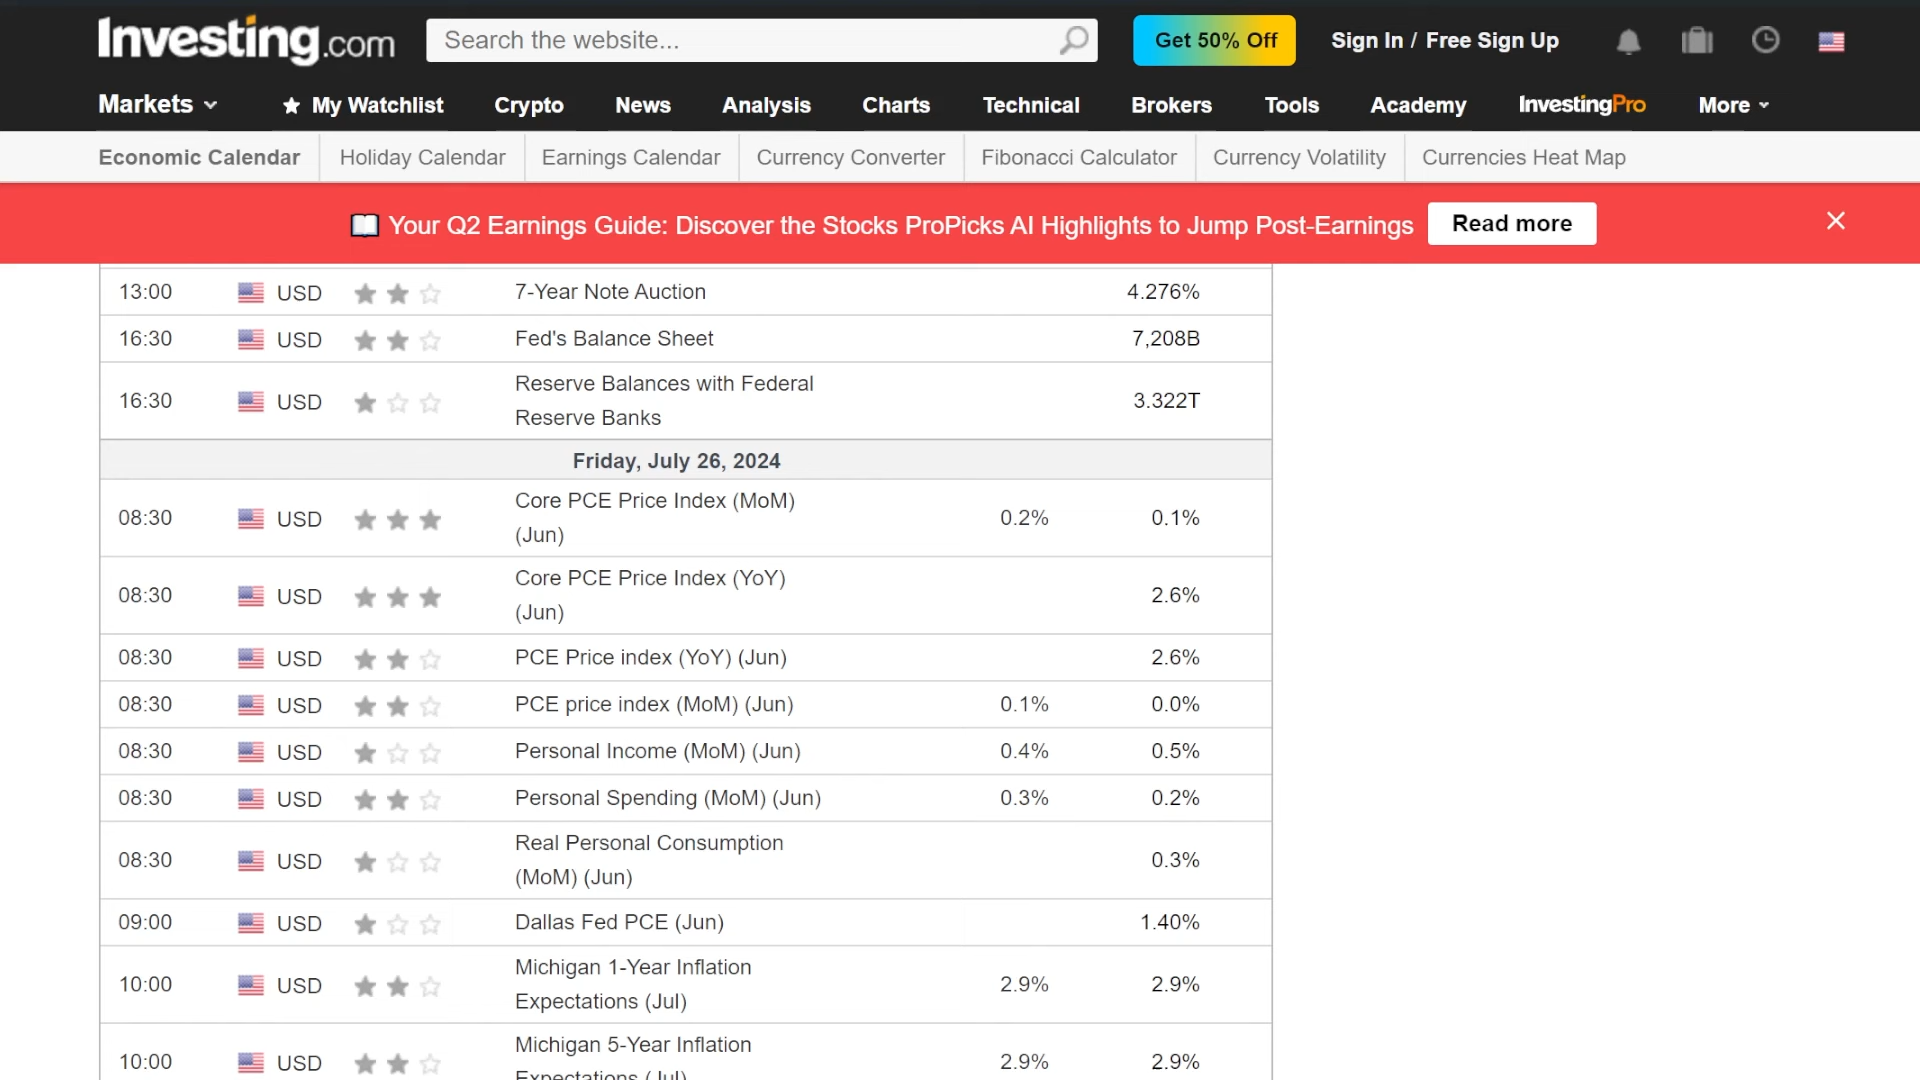 Investing.com
Search the website...
Get 50% Off
Sign In / Free Sign Up
Markets My Watchlist Crypto News Analysis Charts Technical Brokers Tools Academy InvestingPro More
Economic Calendar Holiday Calendar Earnings Calendar Currency Converter Fibonacci Calculator Currency Volatility Currencies Heat Map
Your Q2 Earnings Guide: Discover the Stocks ProPicks AI Highlights to Jump Post-Earnings Read more
13:00 USD 7-Year Note Auction 4.276%
16:30 USD Fed's Balance Sheet 7,208B
16:30 USD Reserve Balances with Federal
Reserve Banks 3.322T
Friday, July 26, 2024
08:30 USD Core PCE Price Index (MoM)
(Jun) 0.2% 0.1%
08:30 USD Core PCE Price Index (YoY)
(Jun) 2.6%
08:30 USD PCE Price index (YoY) (Jun) 2.6%
08:30 USD PCE price index (MoM) (Jun) 0.1% 0.0%
08:30 USD Personal Income (MoM) (Jun) 0.4% 0.5%
08:30 USD Personal Spending (MoM) (Jun) 0.3% 0.2%
08:30 USD Real Personal Consumption
(MoM) (Jun) 0.3%
09:00 USD Dallas Fed PCE (Jun) 1.40%
10:00 USD Michigan 1-Year Inflation
Expectations (Jul) 2.9% 2.9%
10:00 USD Michigan 5-Year Inflation
Expectations (Jul) 2.9% 2.9%